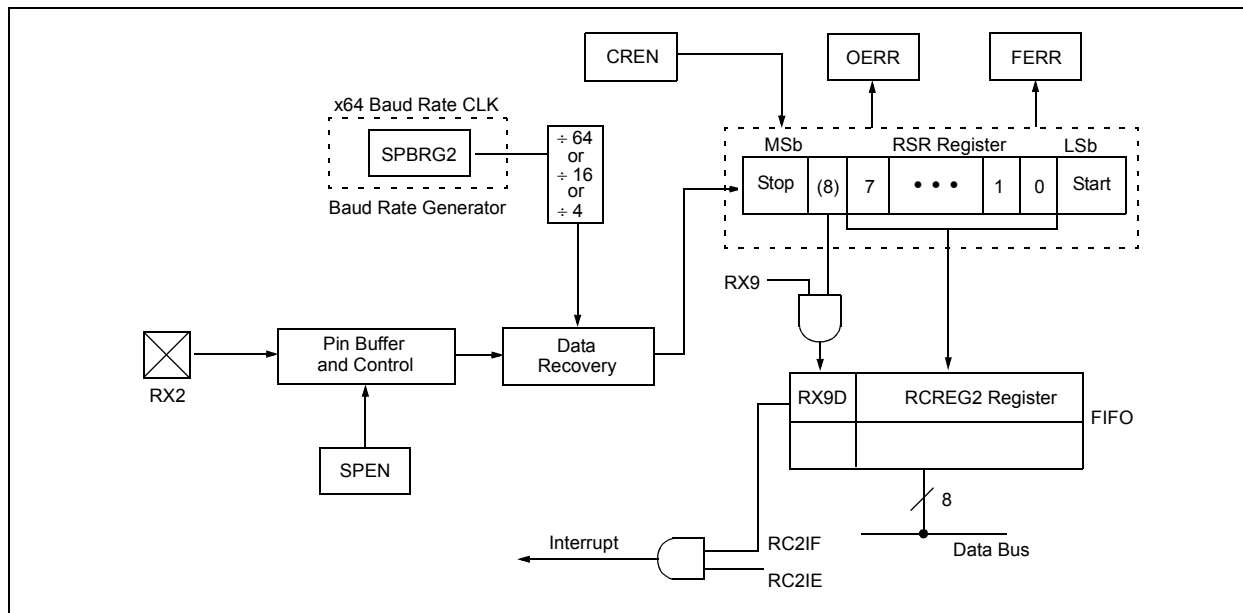 CREN
OERR
FERR
x64 Baud Rate CLK
SPBRG2
Baud Rate Generator
÷ 64
or
÷ 16
or
÷ 4
MSb
RSR Register
LSb
Stop
(8)
7
• • •
1
0
Start
RX9
RX2
Pin Buffer
and Control
Data
Recovery
SPEN
RX9D
RCREG2 Register
FIFO
8
Data Bus
Interrupt
RC2IF
RC2IE